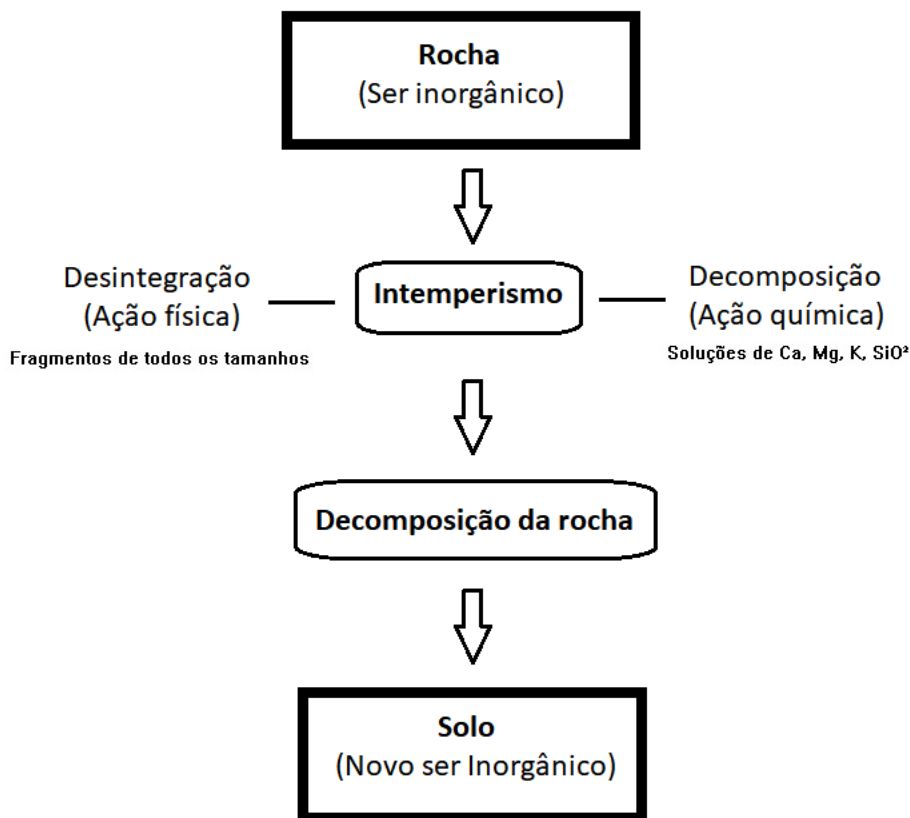 Rocha
(Ser inorgânico)
Desintegração
(Ação física)
Fragmentos de todos os tamanhos
Intemperismo
Decomposição
(Ação química)
Soluções de Ca, Mg, K, SiO²
Decomposição da rocha
Solo
(Novo ser Inorgânico)